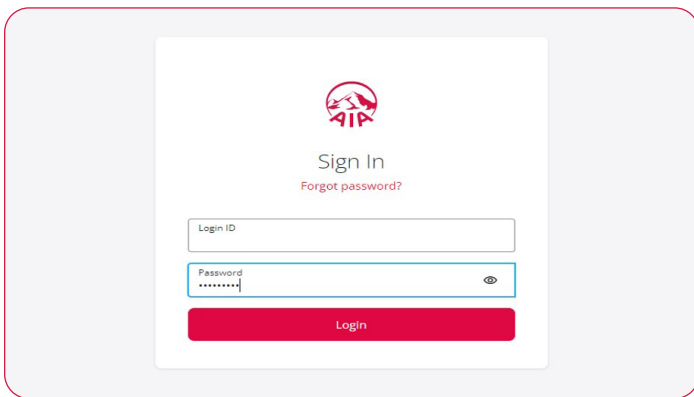 AIA
Sign In
Forgot password?
Login ID
Password
•••••••••
Login